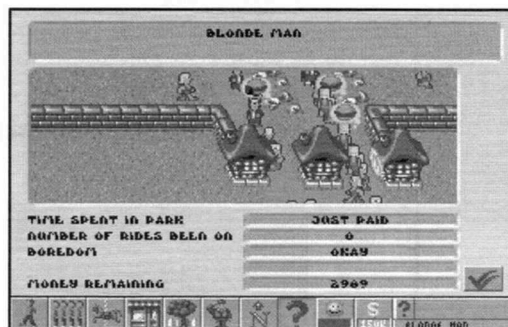 BLONDE MAN
TIME SPENT IN PARK JUST PAID
NUMBER OF RIDES BEEN ON 0
BOREDOM OKAY
MONEY REMAINING 2989
N ? $ ?
BLONDE MAN